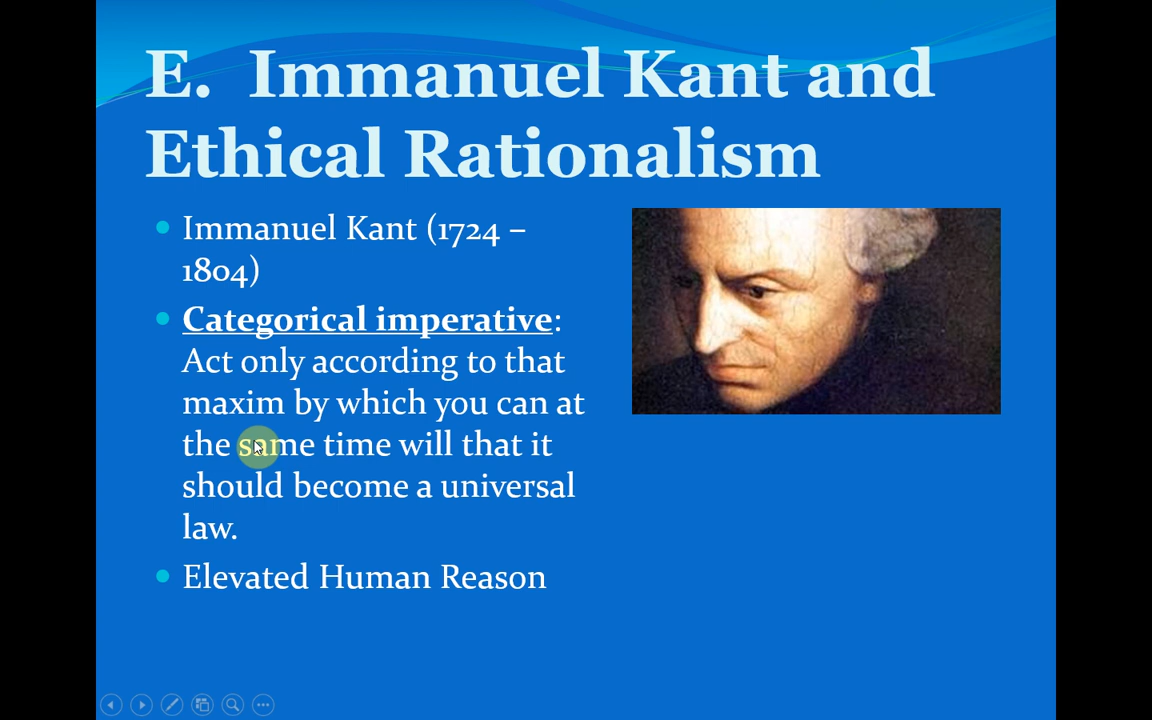 E. Immanuel Kant and
Ethical Rationalism
Immanuel Kant (1724 –
1804)
Categorical imperative:
Act only according to that
maxim by which you can at
the same time will that it
should become a universal
law.
Elevated Human Reason